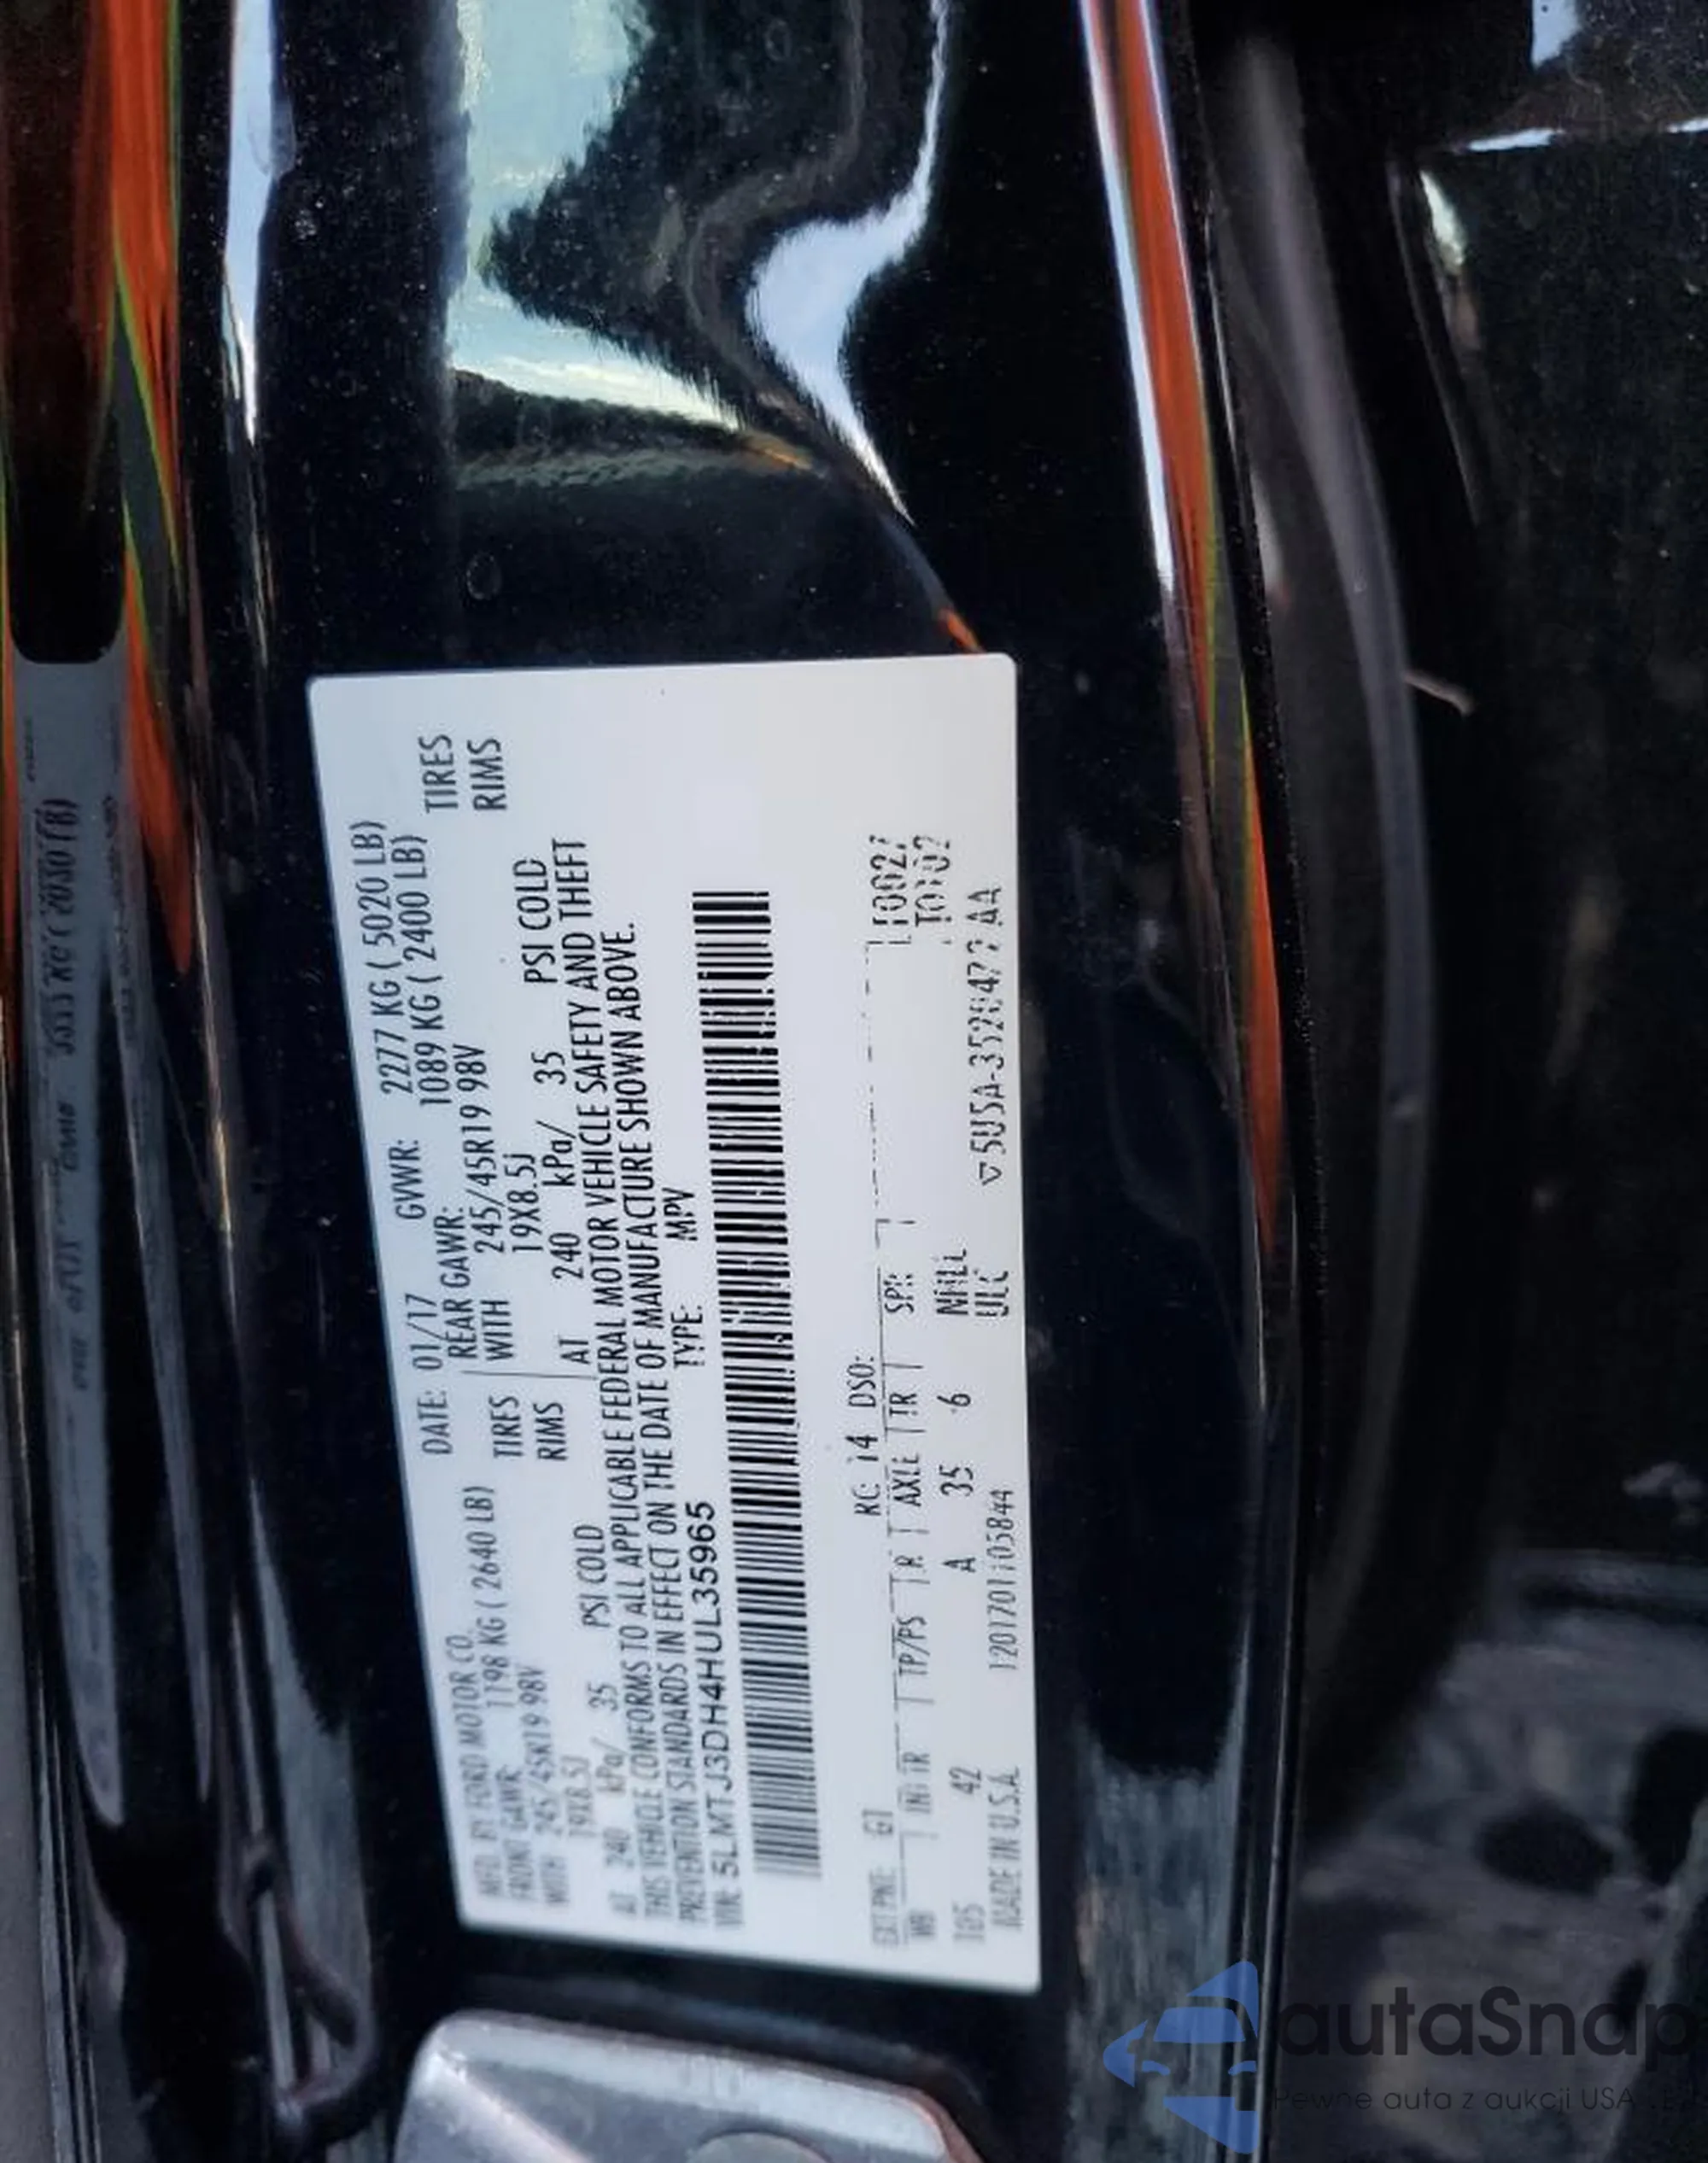 MFD. BY FORD MOTOR CO. DATE: 01/17 GVWR: 2277 KG ( 5020 LB)
FRONT GAWR: 1198 KG ( 2640 LB) REAR GAWR: 1089 KG ( 2400 LB)
WITH 245/45R19 98V TIRES WITH 245/45R19 98V TIRES
19X8.5J RIMS 19X8.5J RIMS
AT 240 kPa/ 35 PSI COLD AT 240 kPa/ 35 PSI COLD
THIS VEHICLE CONFORMS TO ALL APPLICABLE FEDERAL MOTOR VEHICLE SAFETY AND THEFT
PREVENTION STANDARDS IN EFFECT ON THE DATE OF MANUFACTURE SHOWN ABOVE.
VIN: 5LMTJ3DH4HUL35965 TYPE: MPV
EXT PNT: G1 RC: 14 DSO:
WB INT TR TP/PS R AXLE TR SPR
105 42 A 35 6
ULC
MADE IN U.S.A.
autaSnap
Pewne auta z aukcji USA